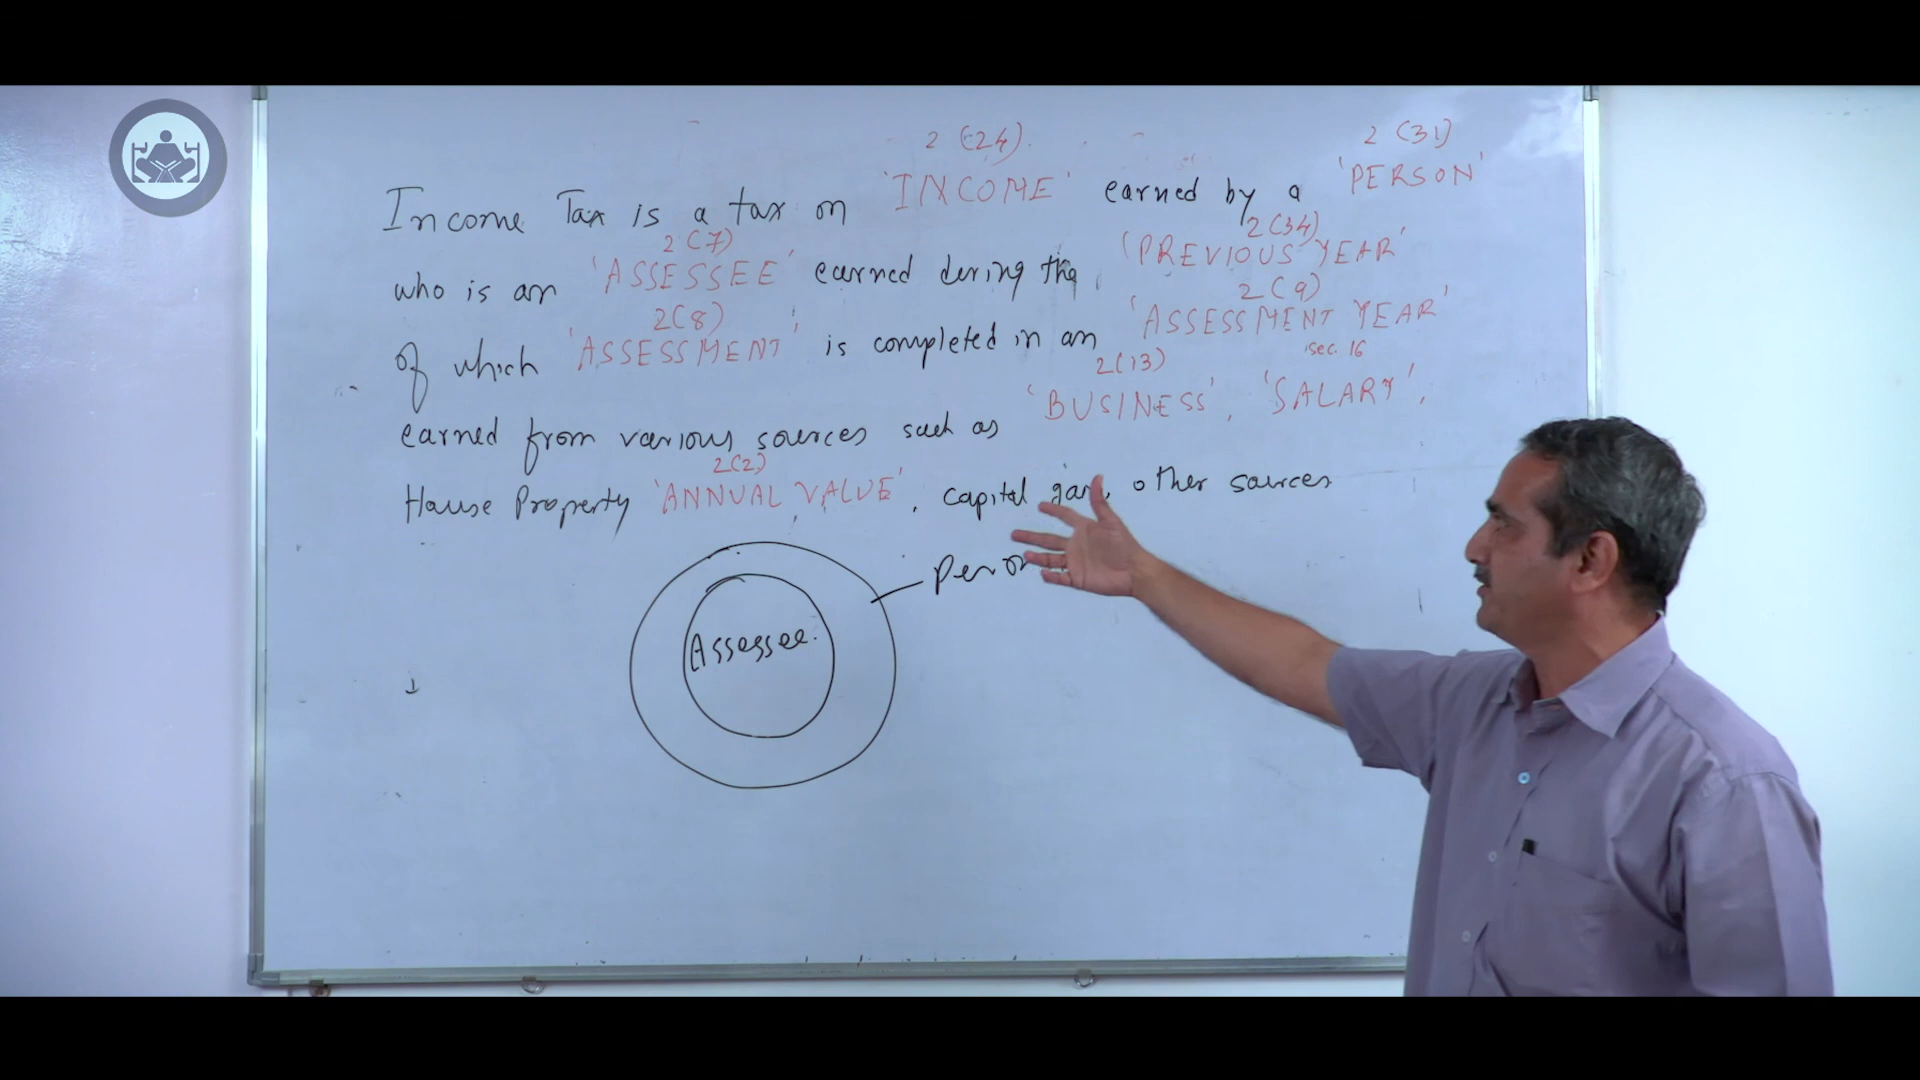 2 (24) 2 (31)
Income Tax is a tax on 'INCOME' earned by a 'PERSON'
2 (7) 2 (34)
who is an 'ASSESSEE' earned during the 'PREVIOUS YEAR'
2 (8) 2 (9)
of which 'ASSESSMENT' is completed in an 'ASSESSMENT YEAR'
2 (13) sec. 16
earned from various sources such as 'BUSINESS', 'SALARY',
2 (2)
House Property 'ANNUAL VALUE', capital gain, other sources
Assessee.